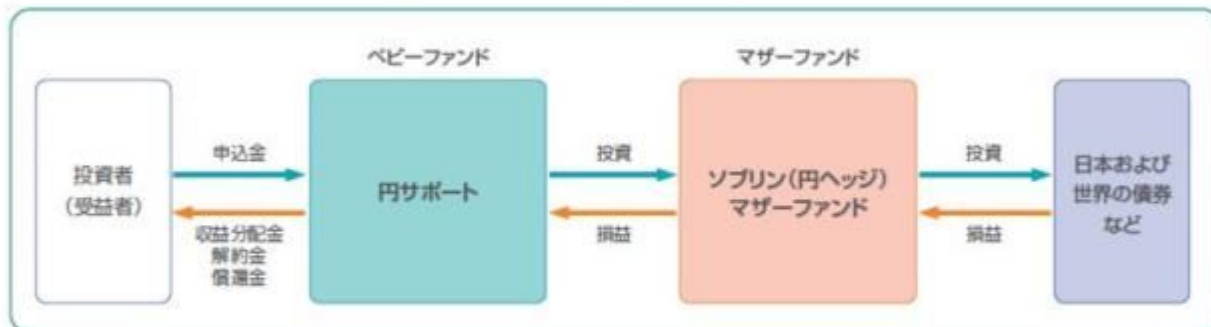 ベビーファンド
マザーファンド
投資者
（受益者）
申込金
収益分配金
解約金
償還金
円サポート
投資
損益
ソブリン（円ヘッジ）
マザーファンド
投資
損益
日本および
世界の債券
など